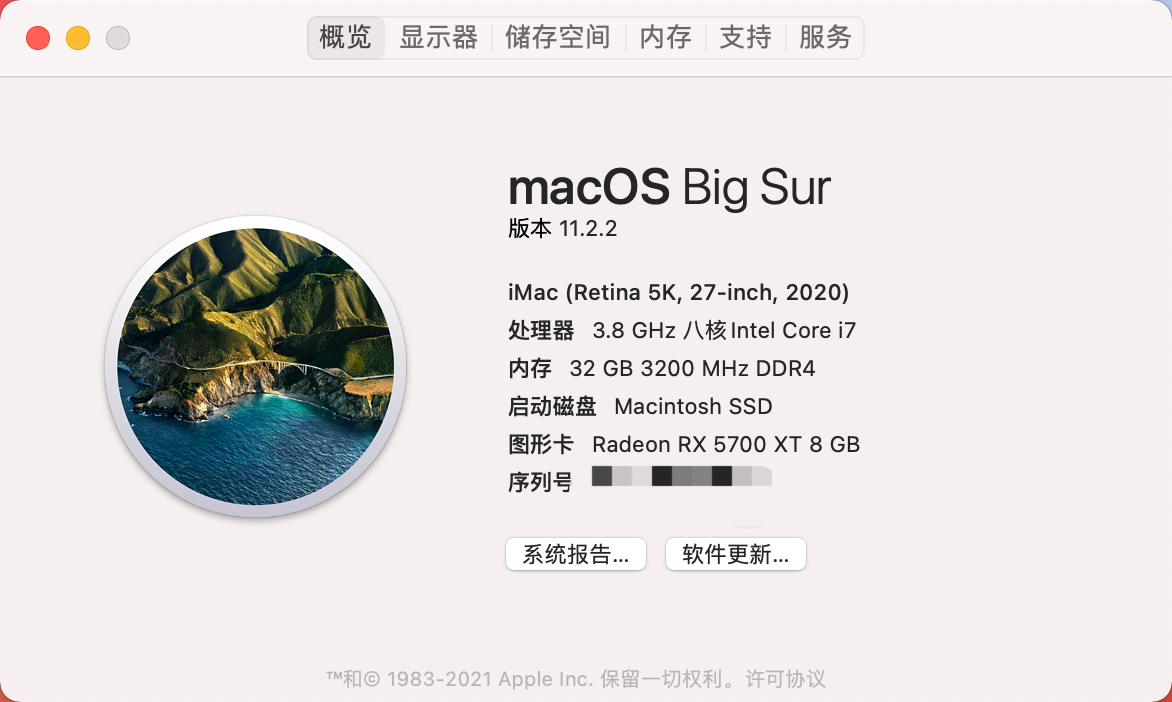 概览 显示器 储存空间 内存 支持 服务
macOS Big Sur
版本 11.2.2
iMac (Retina 5K, 27-inch, 2020)
处理器 3.8 GHz 八核Intel Core i7
内存 32 GB 3200 MHz DDR4
启动磁盘 Macintosh SSD
图形卡 Radeon RX 5700 XT 8 GB
序列号
系统报告... 软件更新...
™和© 1983-2021 Apple Inc. 保留一切权利。许可协议